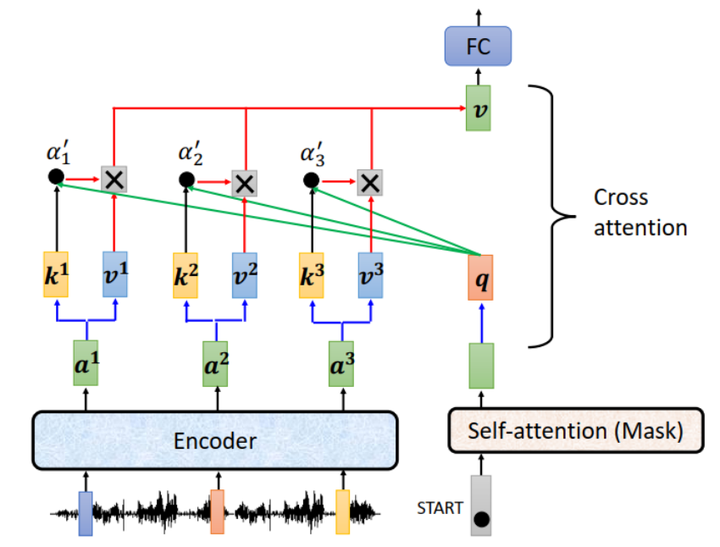 FC
v
α′₁
α′₂
α′₃
Cross
attention
k¹
v¹
k²
v²
k³
v³
q
a¹
a²
a³
Encoder
Self-attention (Mask)
START